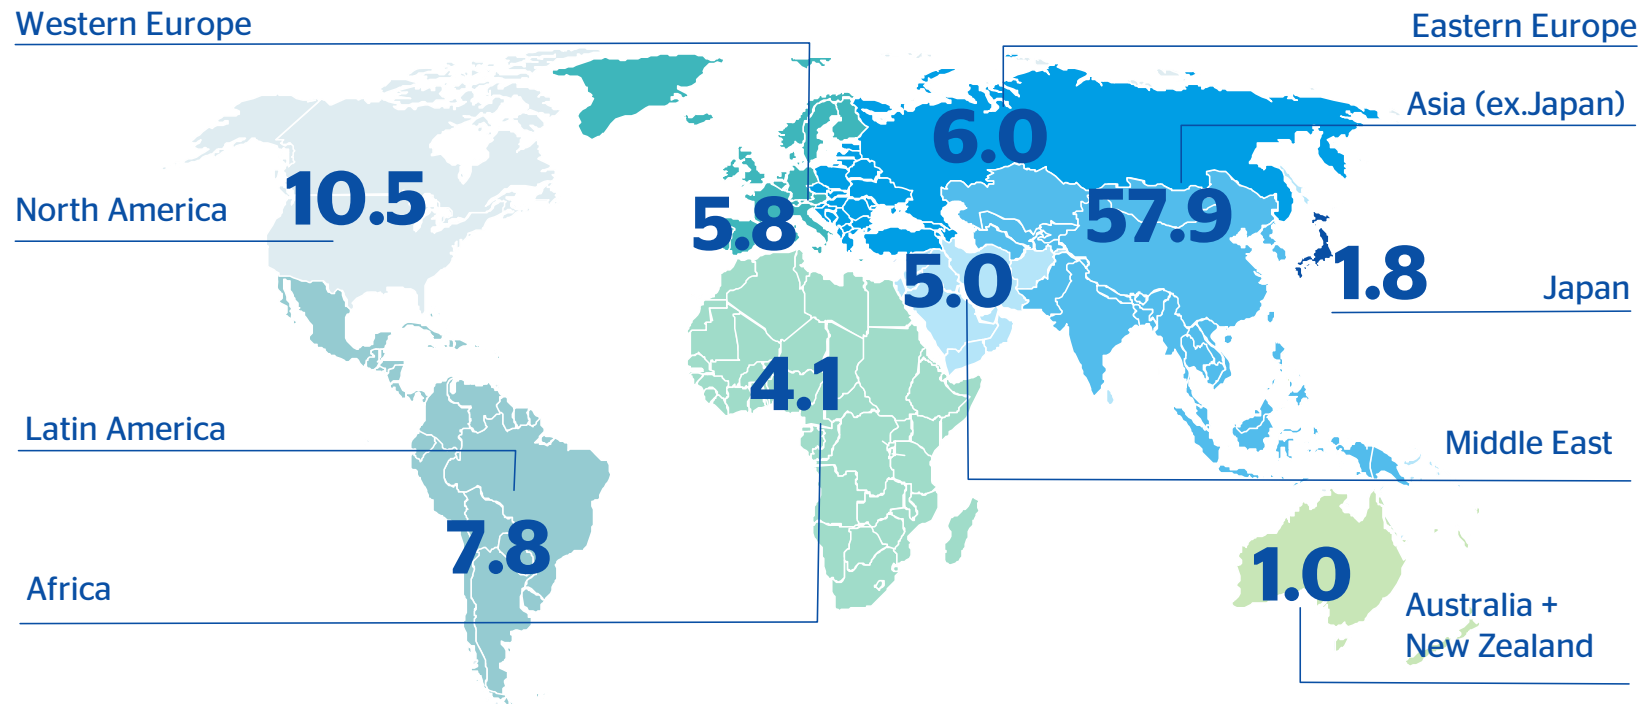 Western Europe
Eastern Europe
Asia (ex.Japan)
6.0
North America
10.5
5.8
57.9
5.0
1.8
Japan
4.1
Latin America
Middle East
7.8
Africa
1.0
Australia +
New Zealand